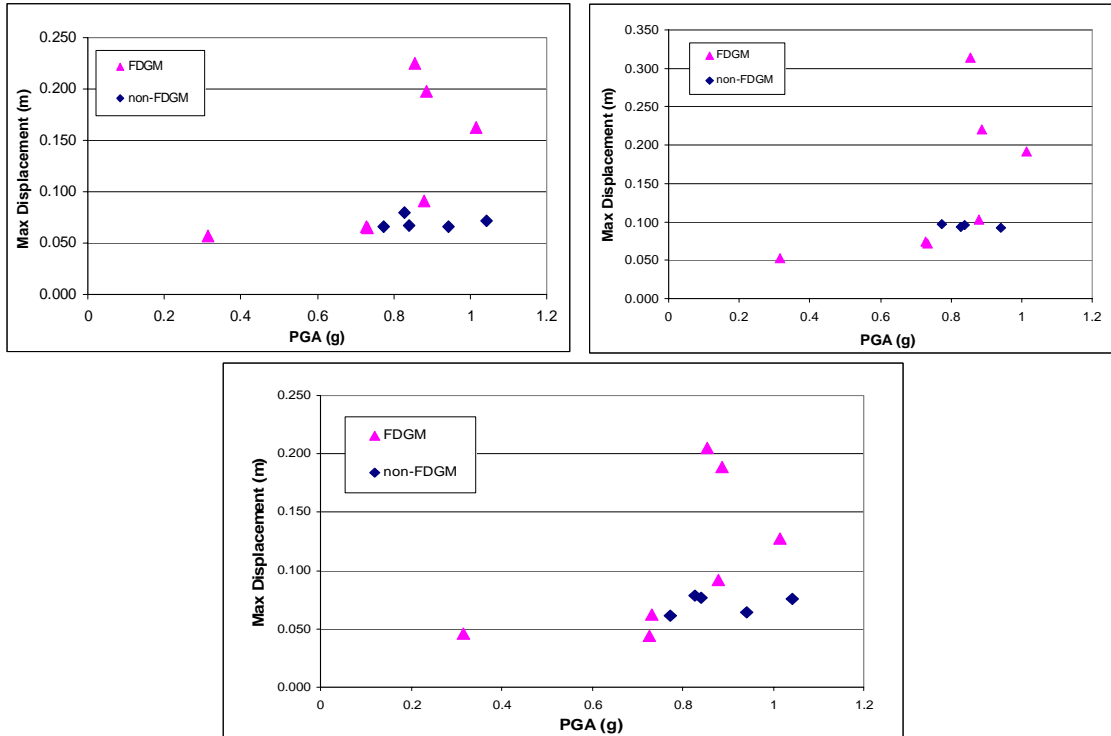 0.250
0.200
0.150
0.100
0.050
0.000
Max Displacement (m)
FDGM
non-FDGM
0 0.2 0.4 0.6 0.8 1 1.2
PGA (g)
0.350
0.300
0.250
0.200
0.150
0.100
0.050
0.000
Max Displacement (m)
FDGM
non-FDGM
0 0.2 0.4 0.6 0.8 1 1.2
PGA (g)
0.250
0.200
0.150
0.100
0.050
0.000
Max Displacement (m)
FDGM
non-FDGM
0 0.2 0.4 0.6 0.8 1 1.2
PGA (g)